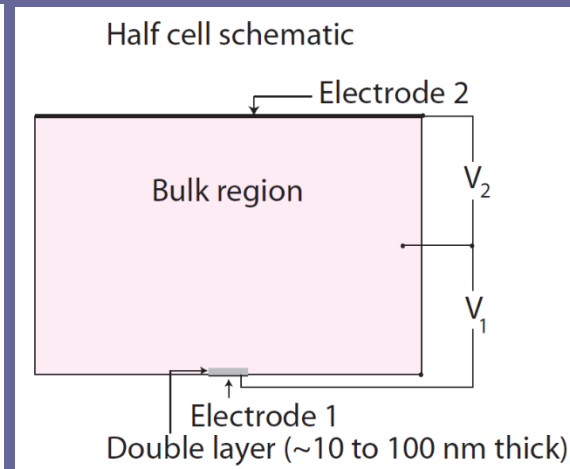 Half cell schematic
Electrode 2
Bulk region
V2
V1
Electrode 1
Double layer (~10 to 100 nm thick)